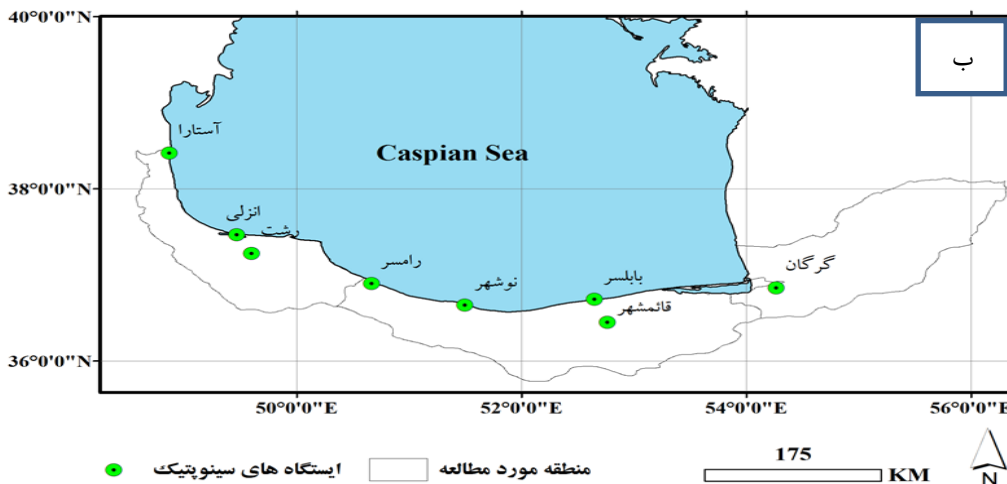 40°0'0"N
ب
آستارا
Caspian Sea
38°0'0"N
انزلی
رشت
رامسر
نوشهر
بابلسر
قائمشهر
گرگان
36°0'0"N
50°0'0"E
52°0'0"E
54°0'0"E
56°0'0"E
ایستگاه های سینوپتیک
منطقه مورد مطالعه
175
KM
N